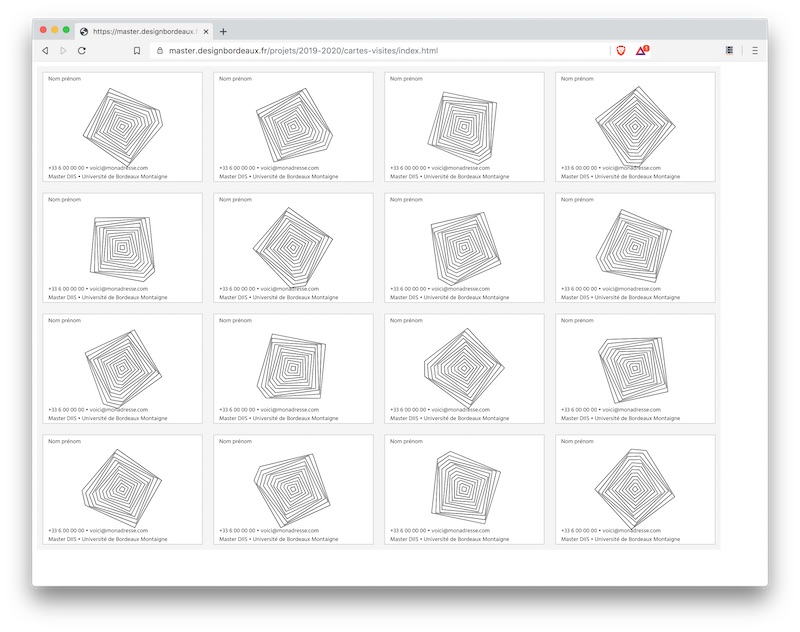 https://master.designbordeaux.f
master.designbordeaux.fr/projets/2019-2020/cartes-visites/index.html
1
Nom prénom
+33 6 00 00 00 • voici@monadresse.com
Master DIIS • Université de Bordeaux Montaigne
Nom prénom
+33 6 00 00 00 • voici@monadresse.com
Master DIIS • Université de Bordeaux Montaigne
Nom prénom
+33 6 00 00 00 • voici@monadresse.com
Master DIIS • Université de Bordeaux Montaigne
Nom prénom
+33 6 00 00 00 • voici@monadresse.com
Master DIIS • Université de Bordeaux Montaigne
Nom prénom
+33 6 00 00 00 • voici@monadresse.com
Master DIIS • Université de Bordeaux Montaigne
Nom prénom
+33 6 00 00 00 • voici@monadresse.com
Master DIIS • Université de Bordeaux Montaigne
Nom prénom
+33 6 00 00 00 • voici@monadresse.com
Master DIIS • Université de Bordeaux Montaigne
Nom prénom
+33 6 00 00 00 • voici@monadresse.com
Master DIIS • Université de Bordeaux Montaigne
Nom prénom
+33 6 00 00 00 • voici@monadresse.com
Master DIIS • Université de Bordeaux Montaigne
Nom prénom
+33 6 00 00 00 • voici@monadresse.com
Master DIIS • Université de Bordeaux Montaigne
Nom prénom
+33 6 00 00 00 • voici@monadresse.com
Master DIIS • Université de Bordeaux Montaigne
Nom prénom
+33 6 00 00 00 • voici@monadresse.com
Master DIIS • Université de Bordeaux Montaigne
Nom prénom
+33 6 00 00 00 • voici@monadresse.com
Master DIIS • Université de Bordeaux Montaigne
Nom prénom
+33 6 00 00 00 • voici@monadresse.com
Master DIIS • Université de Bordeaux Montaigne
Nom prénom
+33 6 00 00 00 • voici@monadresse.com
Master DIIS • Université de Bordeaux Montaigne
Nom prénom
+33 6 00 00 00 • voici@monadresse.com
Master DIIS • Université de Bordeaux Montaigne